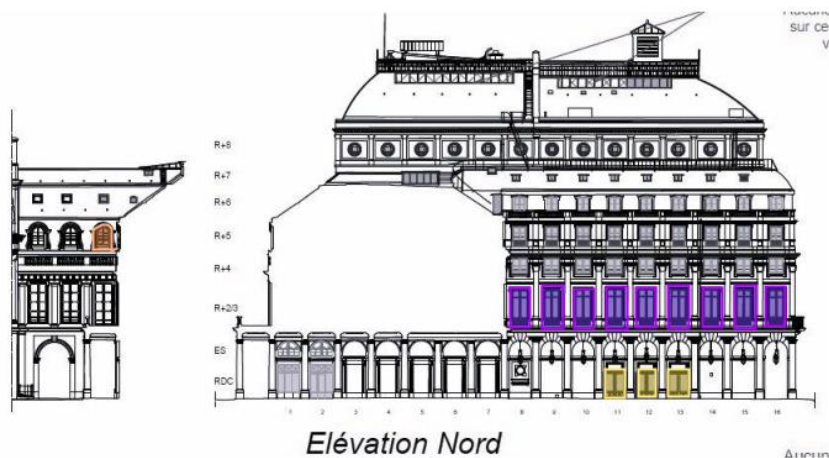 sur ce
v
R+8
R+7
R+6
R+5
R+4
R+2/3
ES
RDC
1 2 3 4 5 6 7 8 9 10 11 12 13 14 15 16
Elévation Nord
Aucun